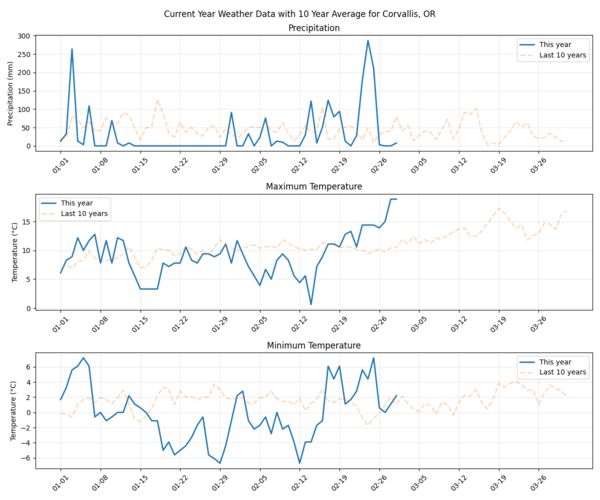 Current Year Weather Data with 10 Year Average for Corvallis, OR
Precipitation
Precipitation (mm)
300
250
200
150
100
50
0
This year
Last 10 years
01-01 01-08 01-15 01-22 01-29 02-05 02-12 02-19 02-26 03-05 03-12 03-19 03-26
Maximum Temperature
Temperature (°C)
15
10
5
0
This year
Last 10 years
01-01 01-08 01-15 01-22 01-29 02-05 02-12 02-19 02-26 03-05 03-12 03-19 03-26
Minimum Temperature
Temperature (°C)
6
4
2
0
−2
−4
−6
This year
Last 10 years
01-01 01-08 01-15 01-22 01-29 02-05 02-12 02-19 02-26 03-05 03-12 03-19 03-26